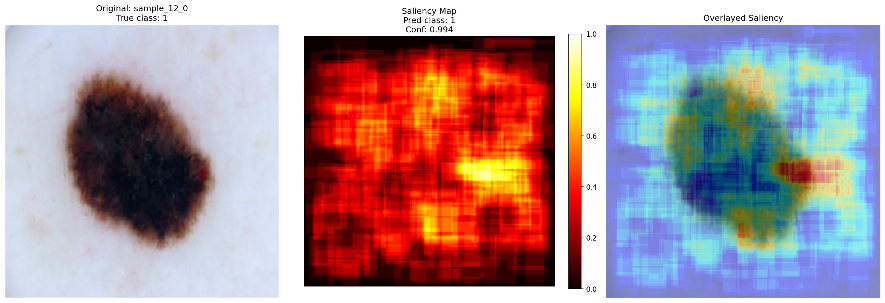 Original: sample_12_0
True class: 1
Saliency Map
Pred class: 1
Conf: 0.994
Overlayed Saliency
1.0
0.8
0.6
0.4
0.2
0.0